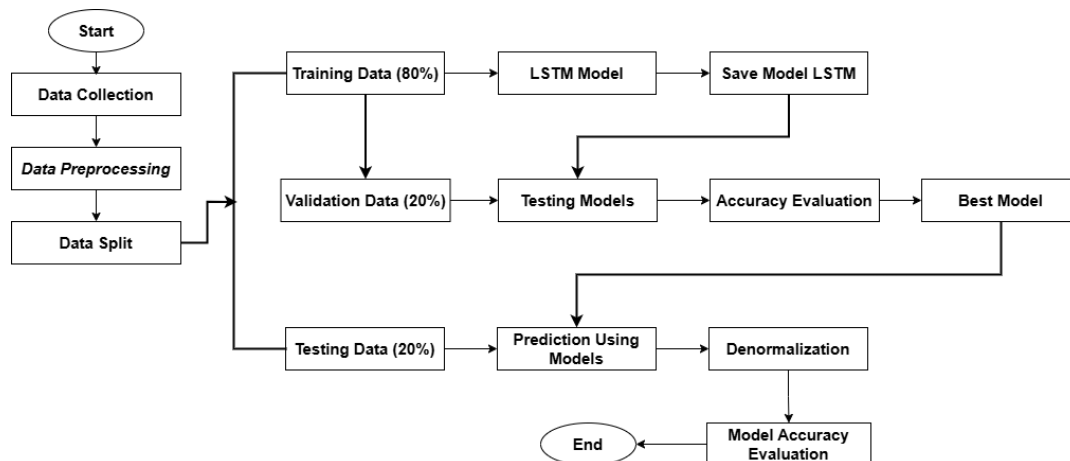 Start
Data Collection
Data Preprocessing
Data Split
Training Data (80%)
LSTM Model
Save Model LSTM
Validation Data (20%)
Testing Models
Accuracy Evaluation
Best Model
Testing Data (20%)
Prediction Using
Models
Denormalization
Model Accuracy
Evaluation
End